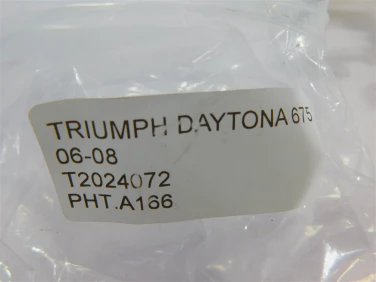 TRIUMPH DAYTONA 675
06-08
T2024072
PHT.A166